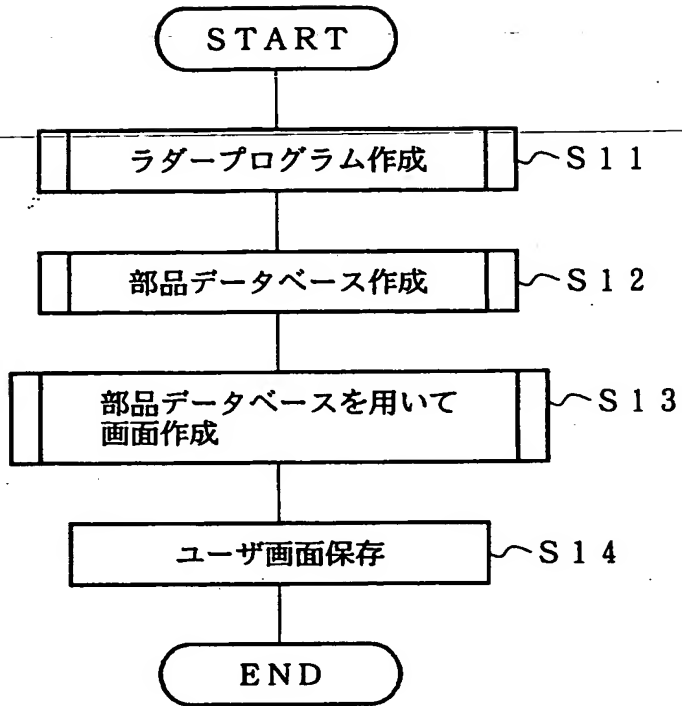 START
ラダープログラム作成
S11
部品データベース作成
S12
部品データベースを用いて
画面作成
S13
ユーザ画面保存
S14
END